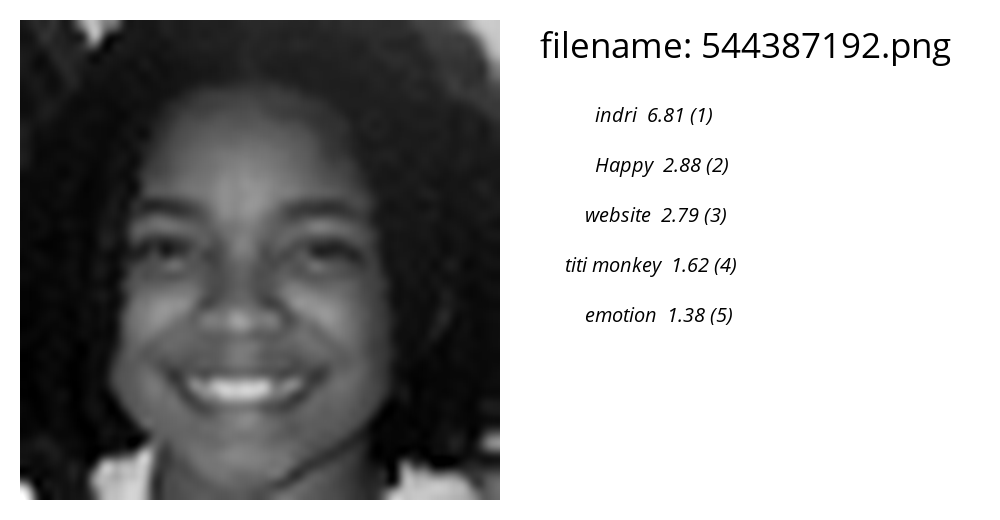 filename: 544387192.png
indri 6.81 (1)
Happy 2.88 (2)
website 2.79 (3)
titi monkey 1.62 (4)
emotion 1.38 (5)